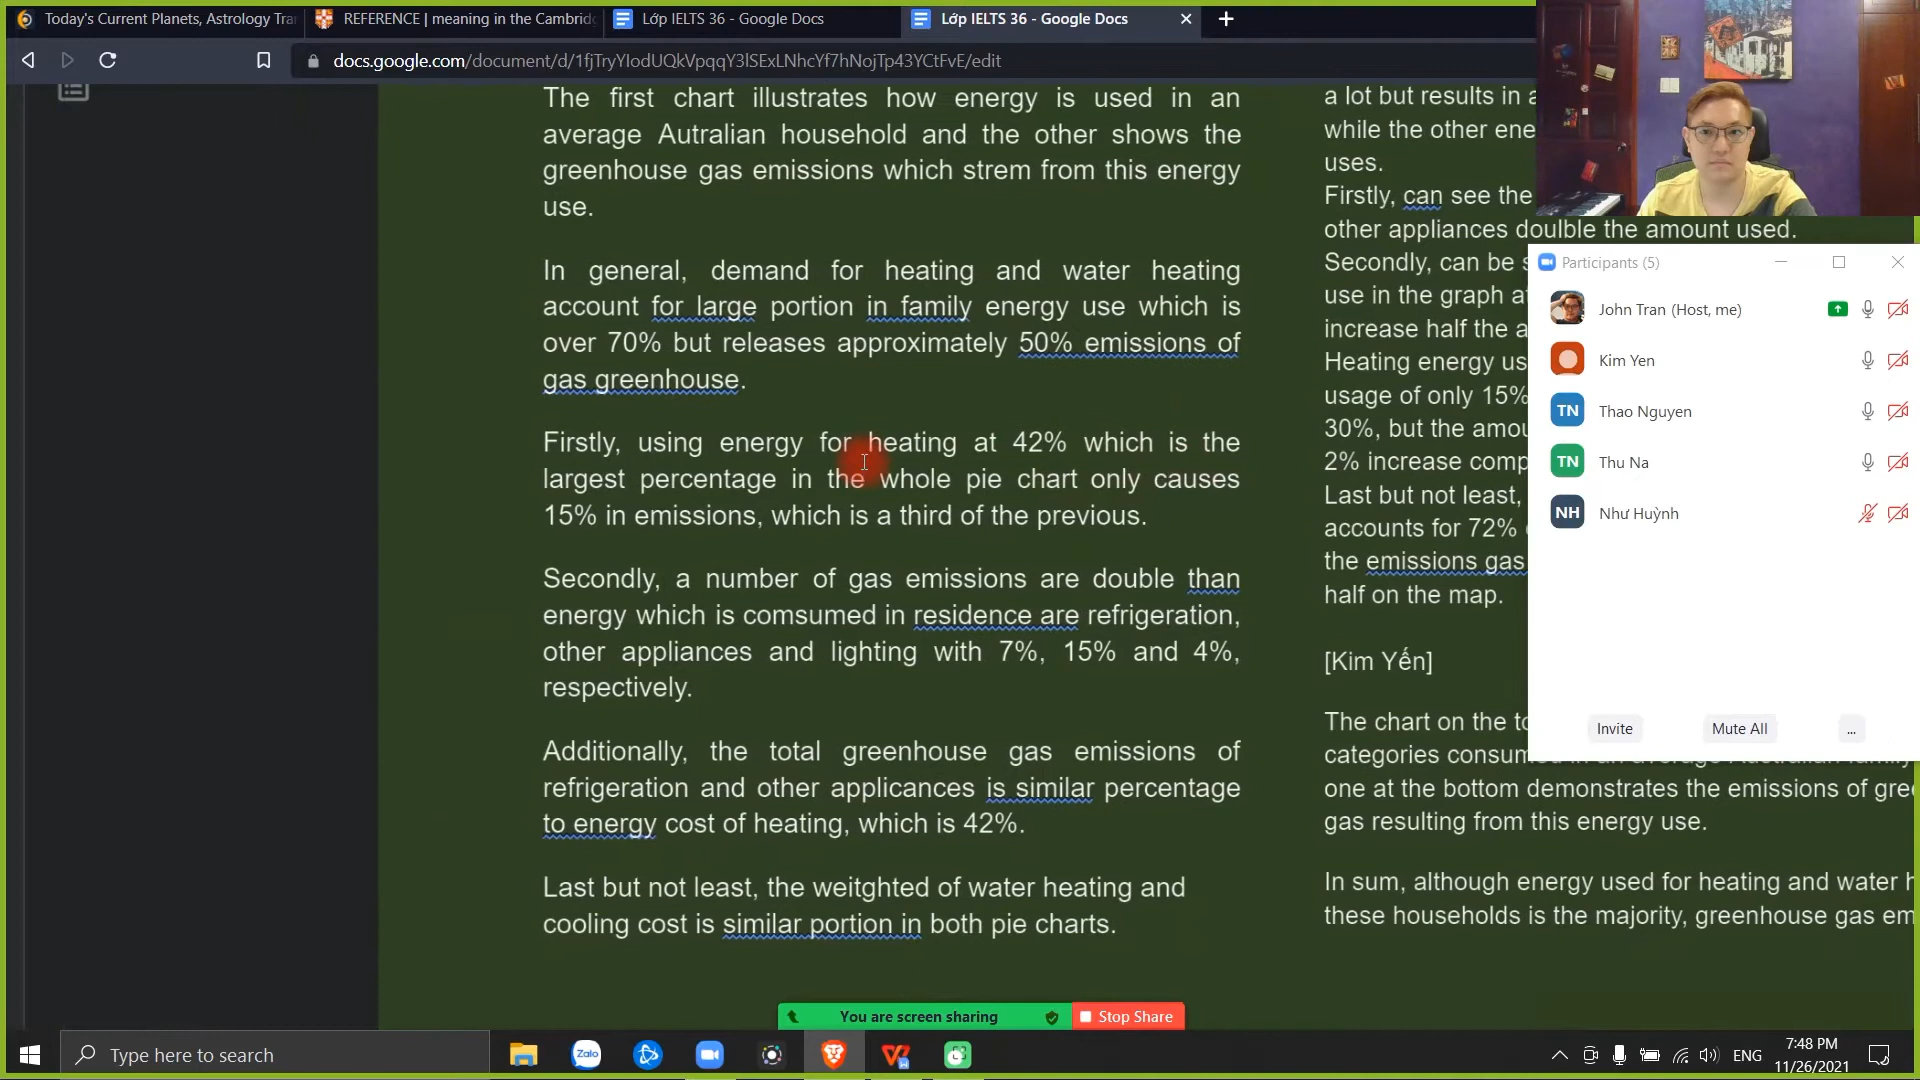 Today's Current Planets, Astrology Tra
REFERENCE | meaning in the Cambridg
Lớp IELTS 36 - Google Docs
Lớp IELTS 36 - Google Docs
docs.google.com/document/d/1fjTryYIodUQkVpqqY3lSExLNhcYf7hNojTp43YCtFvE/edit
The first chart illustrates how energy is used in an
average Autralian household and the other shows the
greenhouse gas emissions which strem from this energy
use.
In general, demand for heating and water heating
account for large portion in family energy use which is
over 70% but releases approximately 50% emissions of
gas greenhouse.
Firstly, using energy for heating at 42% which is the
largest percentage in the whole pie chart only causes
15% in emissions, which is a third of the previous.
Secondly, a number of gas emissions are double than
energy which is comsumed in residence are refrigeration,
other appliances and lighting with 7%, 15% and 4%,
respectively.
Additionally, the total greenhouse gas emissions of
refrigeration and other applicances is similar percentage
to energy cost of heating, which is 42%.
Last but not least, the weitghted of water heating and
cooling cost is similar portion in both pie charts.
a lot but results in a
while the other ene
uses.
Firstly, can see the
other appliances doulble the amount used.
Secondly, can be s
use in the graph at
increase half the a
Heating energy us
usage of only 15%
30%, but the amou
2% increase comp
Last but not least,
accounts for 72%
the emissions gas
half on the map.
[Kim Yến]
The chart on the to
categories consumed in an average Australian family
one at the bottom demonstrates the emissions of gre
gas resulting from this energy use.
In sum, although energy used for heating and water h
these households is the majority, greenhouse gas em
Participants (5)
John Tran (Host, me)
Kim Yen
TN Thao Nguyen
TN Thu Na
NH Như Huỳnh
Invite
Mute All
...
You are screen sharing
Stop Share
Type here to search
Zalo
ENG
7:48 PM
11/26/2021